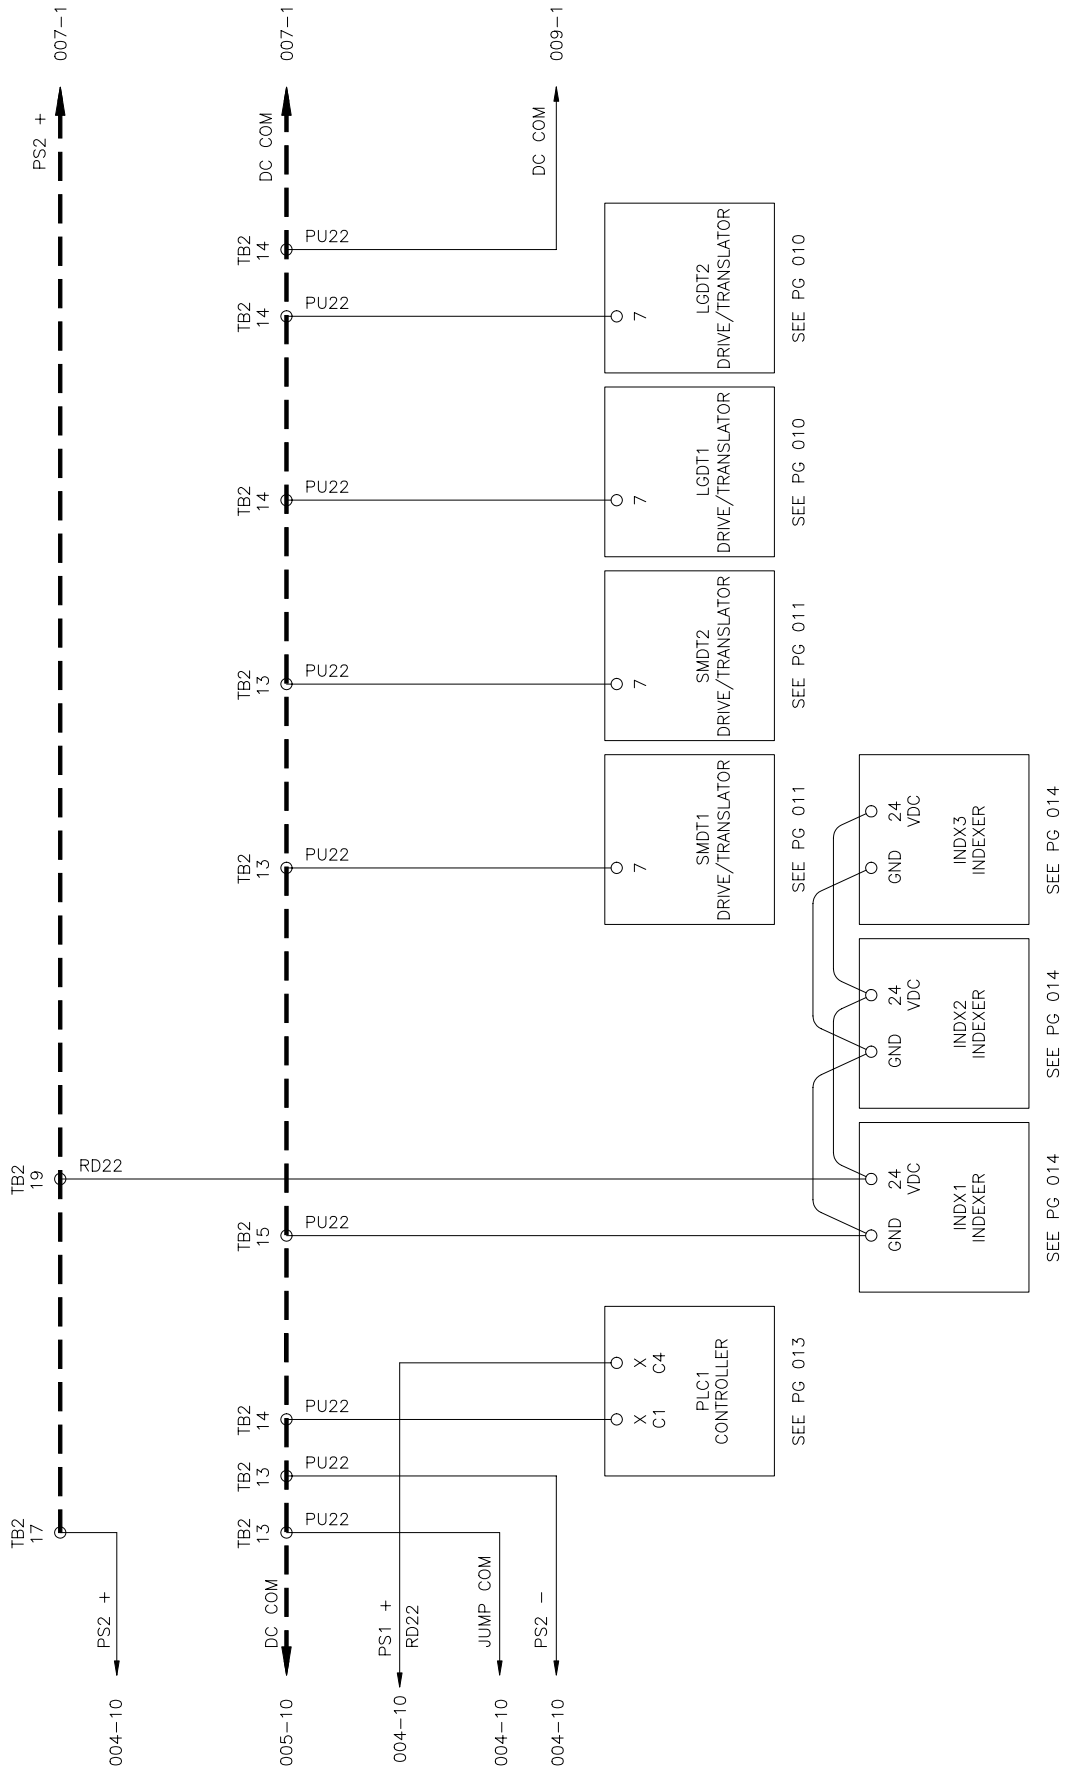 TB2
17
PS2 +
004-10
TB2
19
RD22
PS2 +
007-1
005-10
DC COM
TB2
13
PU22
TB2
13
PU22
TB2
14
PU22
TB2
15
PU22
TB2
13
PU22
TB2
13
PU22
TB2
14
PU22
TB2
14
PU22
TB2
14
PU22
DC COM
007-1
004-10
PS1 +
RD22
004-10
JUMP COM
004-10
PS2 -
DC COM
009-1
X
C1
X
C4
PLC1
CONTROLLER
SEE PG 013
7
SMDT1
DRIVE/TRANSLATOR
SEE PG 011
7
SMDT2
DRIVE/TRANSLATOR
SEE PG 011
7
LGDT1
DRIVE/TRANSLATOR
SEE PG 010
7
LGDT2
DRIVE/TRANSLATOR
SEE PG 010
GND
24
VDC
INDX1
INDEXER
SEE PG 014
GND
24
VDC
INDX2
INDEXER
SEE PG 014
GND
24
VDC
INDX3
INDEXER
SEE PG 014